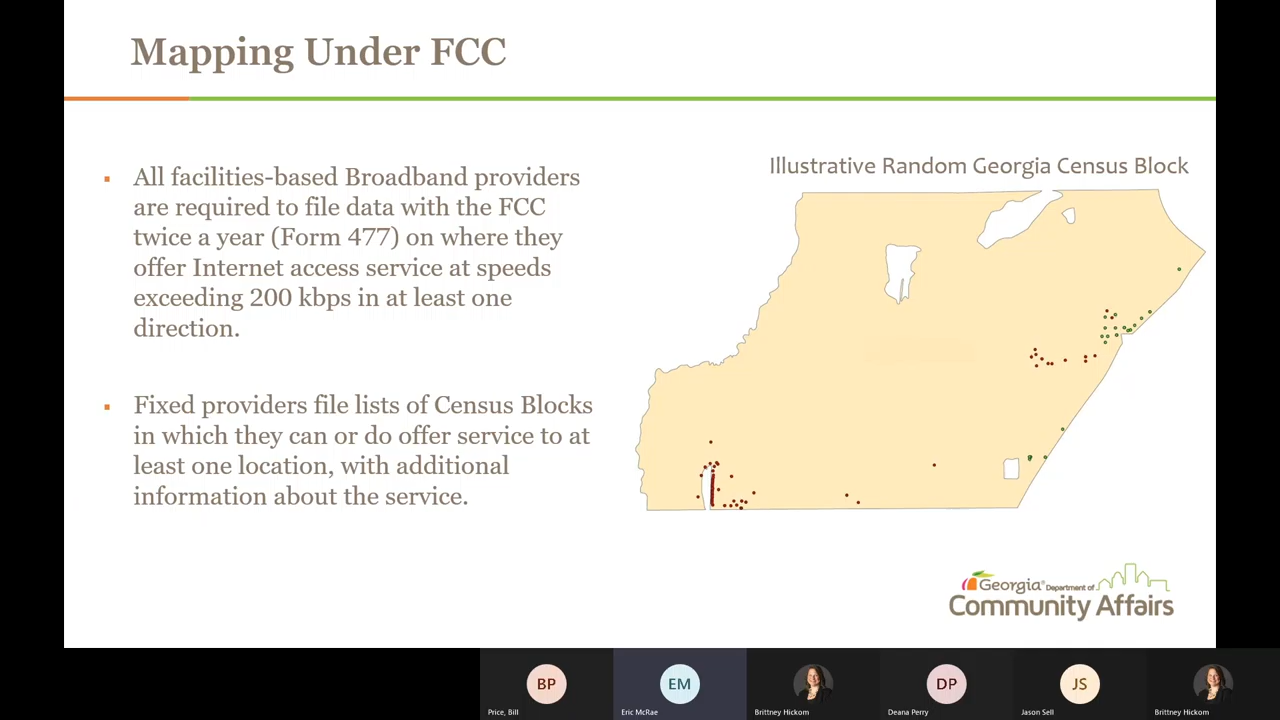 Mapping Under FCC
▪ All facilities-based Broadband providers
are required to file data with the FCC
twice a year (Form 477) on where they
offer Internet access service at speeds
exceeding 200 kbps in at least one
direction.
▪ Fixed providers file lists of Census Blocks
in which they can or do offer service to at
least one location, with additional
information about the service.
Illustrative Random Georgia Census Block
Georgia® Department of
Community Affairs
BP
EM
DP
JS
Price, Bill
Eric McRae
Brittney Hickom
Deana Perry
Jason Sell
Brittney Hickom